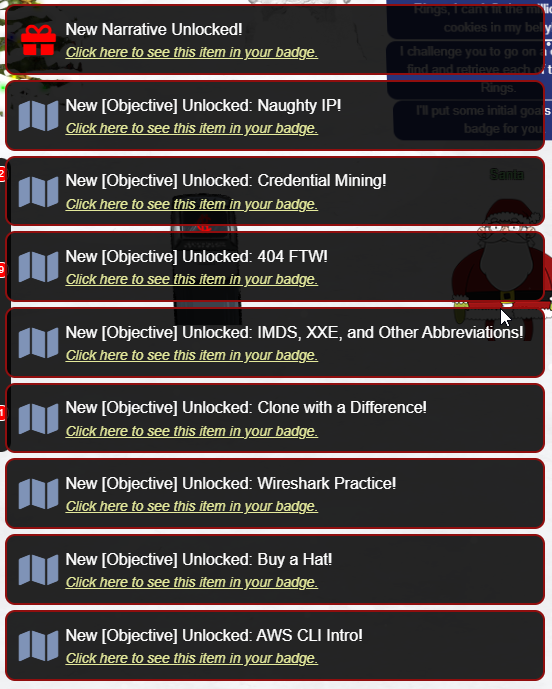 Rings, I can't fit the
cookies in my
New Narrative Unlocked!
Click here to see this item in your badge.
I challenge you to go on a
find and retrieve each of
Rings.
New [Objective] Unlocked: Naughty IP!
I'll put some initial goals
Click here to see this item in your badge.
badge for you
New [Objective] Unlocked: Credential Mining!
Santa
Click here to see this item in your badge.
New [Objective] Unlocked: 404 FTW!
Click here to see this item in your badge.
New [Objective] Unlocked: IMDS, XXE, and Other Abbreviations!
Click here to see this item in your badge.
New [Objective] Unlocked: Clone with a Difference!
Click here to see this item in your badge.
New [Objective] Unlocked: Wireshark Practice!
Click here to see this item in your badge.
New [Objective] Unlocked: Buy a Hat!
Click here to see this item in your badge.
New [Objective] Unlocked: AWS CLI Intro!
Click here to see this item in your badge.